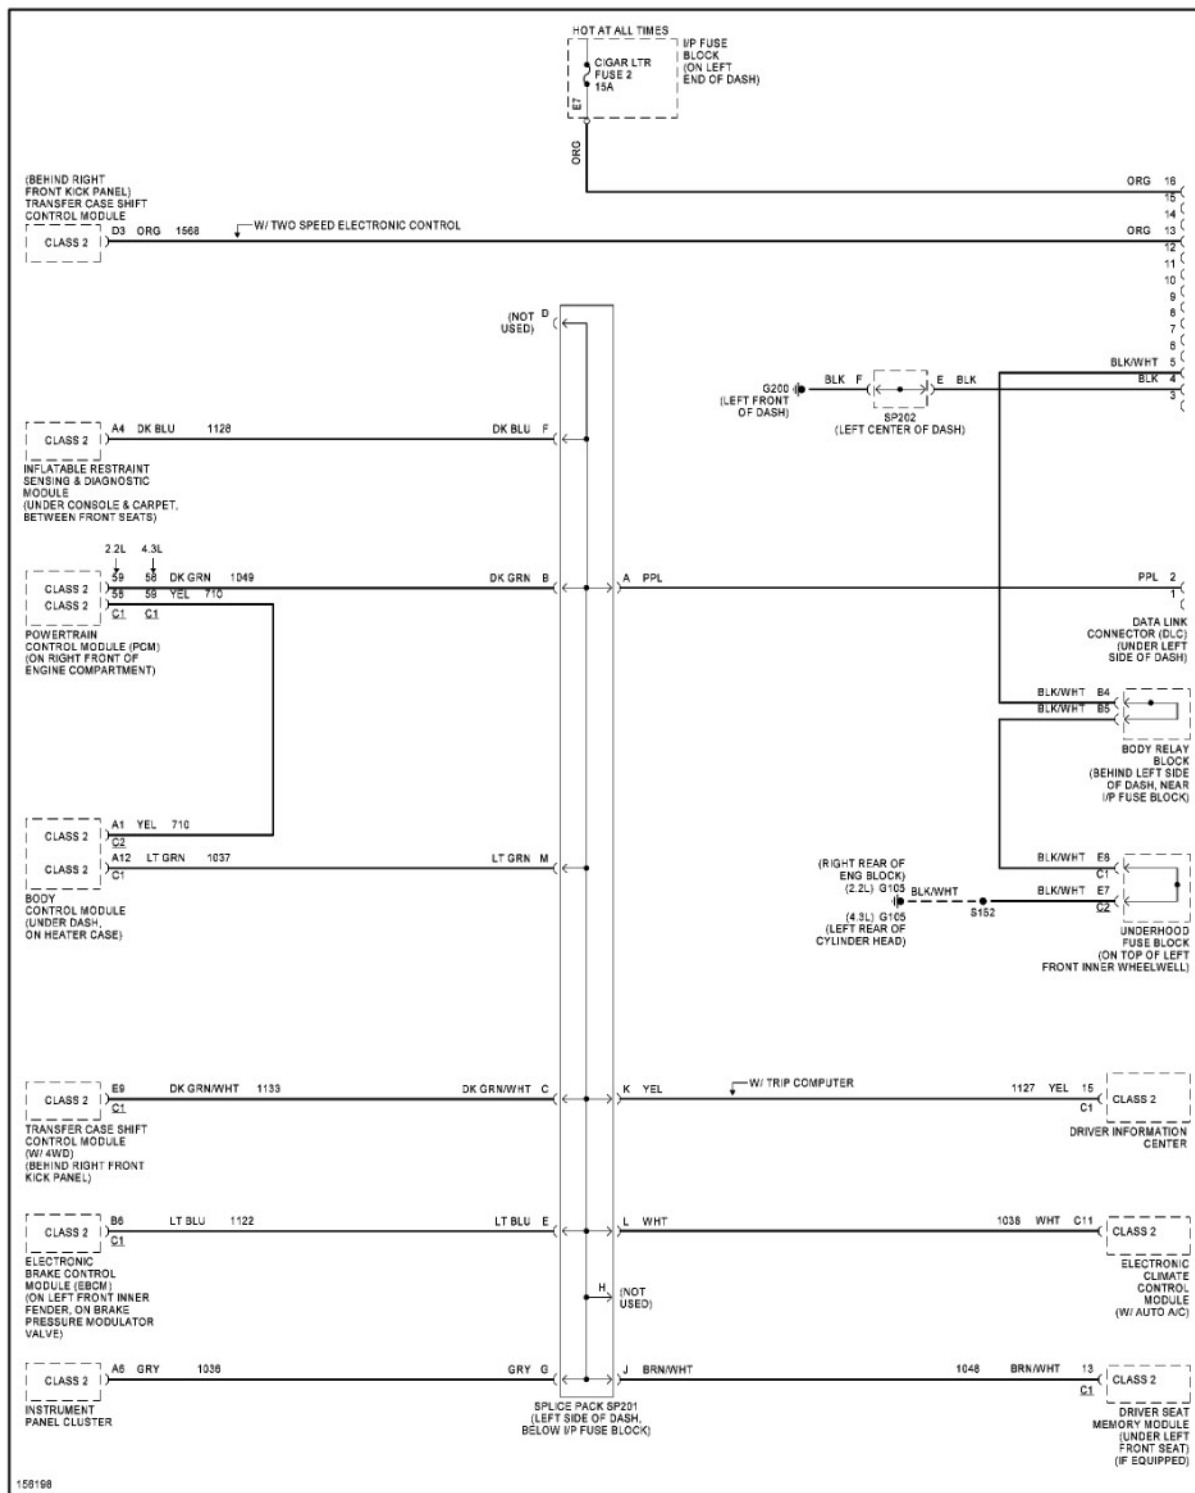 HOT AT ALL TIMES
I/P FUSE
BLOCK
(ON LEFT
END OF DASH)
CIGAR LTR
FUSE 2
15A
E7
ORG
(BEHIND RIGHT
FRONT KICK PANEL)
TRANSFER CASE SHIFT
CONTROL MODULE
CLASS 2
D3 ORG 1568
W/ TWO SPEED ELECTRONIC CONTROL
ORG 16
15
14
ORG 13
12
11
10
9
8
7
6
BLK/WHT 5
BLK 4
3
(NOT
USED)
D
G200
(LEFT FRONT
OF DASH)
BLK F
E BLK
SP202
(LEFT CENTER OF DASH)
CLASS 2
A4 DK BLU 1128
DK BLU F
INFLATABLE RESTRAINT
SENSING & DIAGNOSTIC
MODULE
(UNDER CONSOLE & CARPET,
BETWEEN FRONT SEATS)
2.2L 4.3L
CLASS 2
59 58 DK GRN 1049
DK GRN B
A PPL
PPL 2
1
CLASS 2
58 59 YEL 710
C1 C1
POWERTRAIN
CONTROL MODULE (PCM)
(ON RIGHT FRONT OF
ENGINE COMPARTMENT)
DATA LINK
CONNECTOR (DLC)
(UNDER LEFT
SIDE OF DASH)
BLK/WHT B4
BLK/WHT B5
BODY RELAY
BLOCK
(BEHIND LEFT SIDE
OF DASH, NEAR
I/P FUSE BLOCK)
CLASS 2
A1 YEL 710
C2
CLASS 2
A12 LT GRN 1037
C1
LT GRN M
BODY
CONTROL MODULE
(UNDER DASH,
ON HEATER CASE)
(RIGHT REAR OF
ENG BLOCK)
(2.2L) G105
BLK/WHT
(4.3L) G105
(LEFT REAR OF
CYLINDER HEAD)
S152
BLK/WHT E6
C1
BLK/WHT E7
C2
UNDERHOOD
FUSE BLOCK
(ON TOP OF LEFT
FRONT INNER WHEELWELL)
CLASS 2
E9 DK GRN/WHT 1133
C1
DK GRN/WHT C
K YEL
W/ TRIP COMPUTER
1127 YEL 15
C1
CLASS 2
TRANSFER CASE SHIFT
CONTROL MODULE
(W/ 4WD)
(BEHIND RIGHT FRONT
KICK PANEL)
DRIVER INFORMATION
CENTER
CLASS 2
B6 LT BLU 1122
C1
LT BLU E
L WHT
1038 WHT C11
CLASS 2
ELECTRONIC
BRAKE CONTROL
MODULE (EBCM)
(ON LEFT FRONT INNER
FENDER, ON BRAKE
PRESSURE MODULATOR
VALVE)
ELECTRONIC
CLIMATE
CONTROL
MODULE
(W/ AUTO A/C)
H (NOT
USED)
CLASS 2
A6 GRY 1036
GRY G
J BRN/WHT
1048 BRN/WHT 13
C1
CLASS 2
INSTRUMENT
PANEL CLUSTER
SPLICE PACK SP201
(LEFT SIDE OF DASH,
BELOW I/P FUSE BLOCK)
DRIVER SEAT
MEMORY MODULE
(UNDER LEFT
FRONT SEAT)
(IF EQUIPPED)
156198